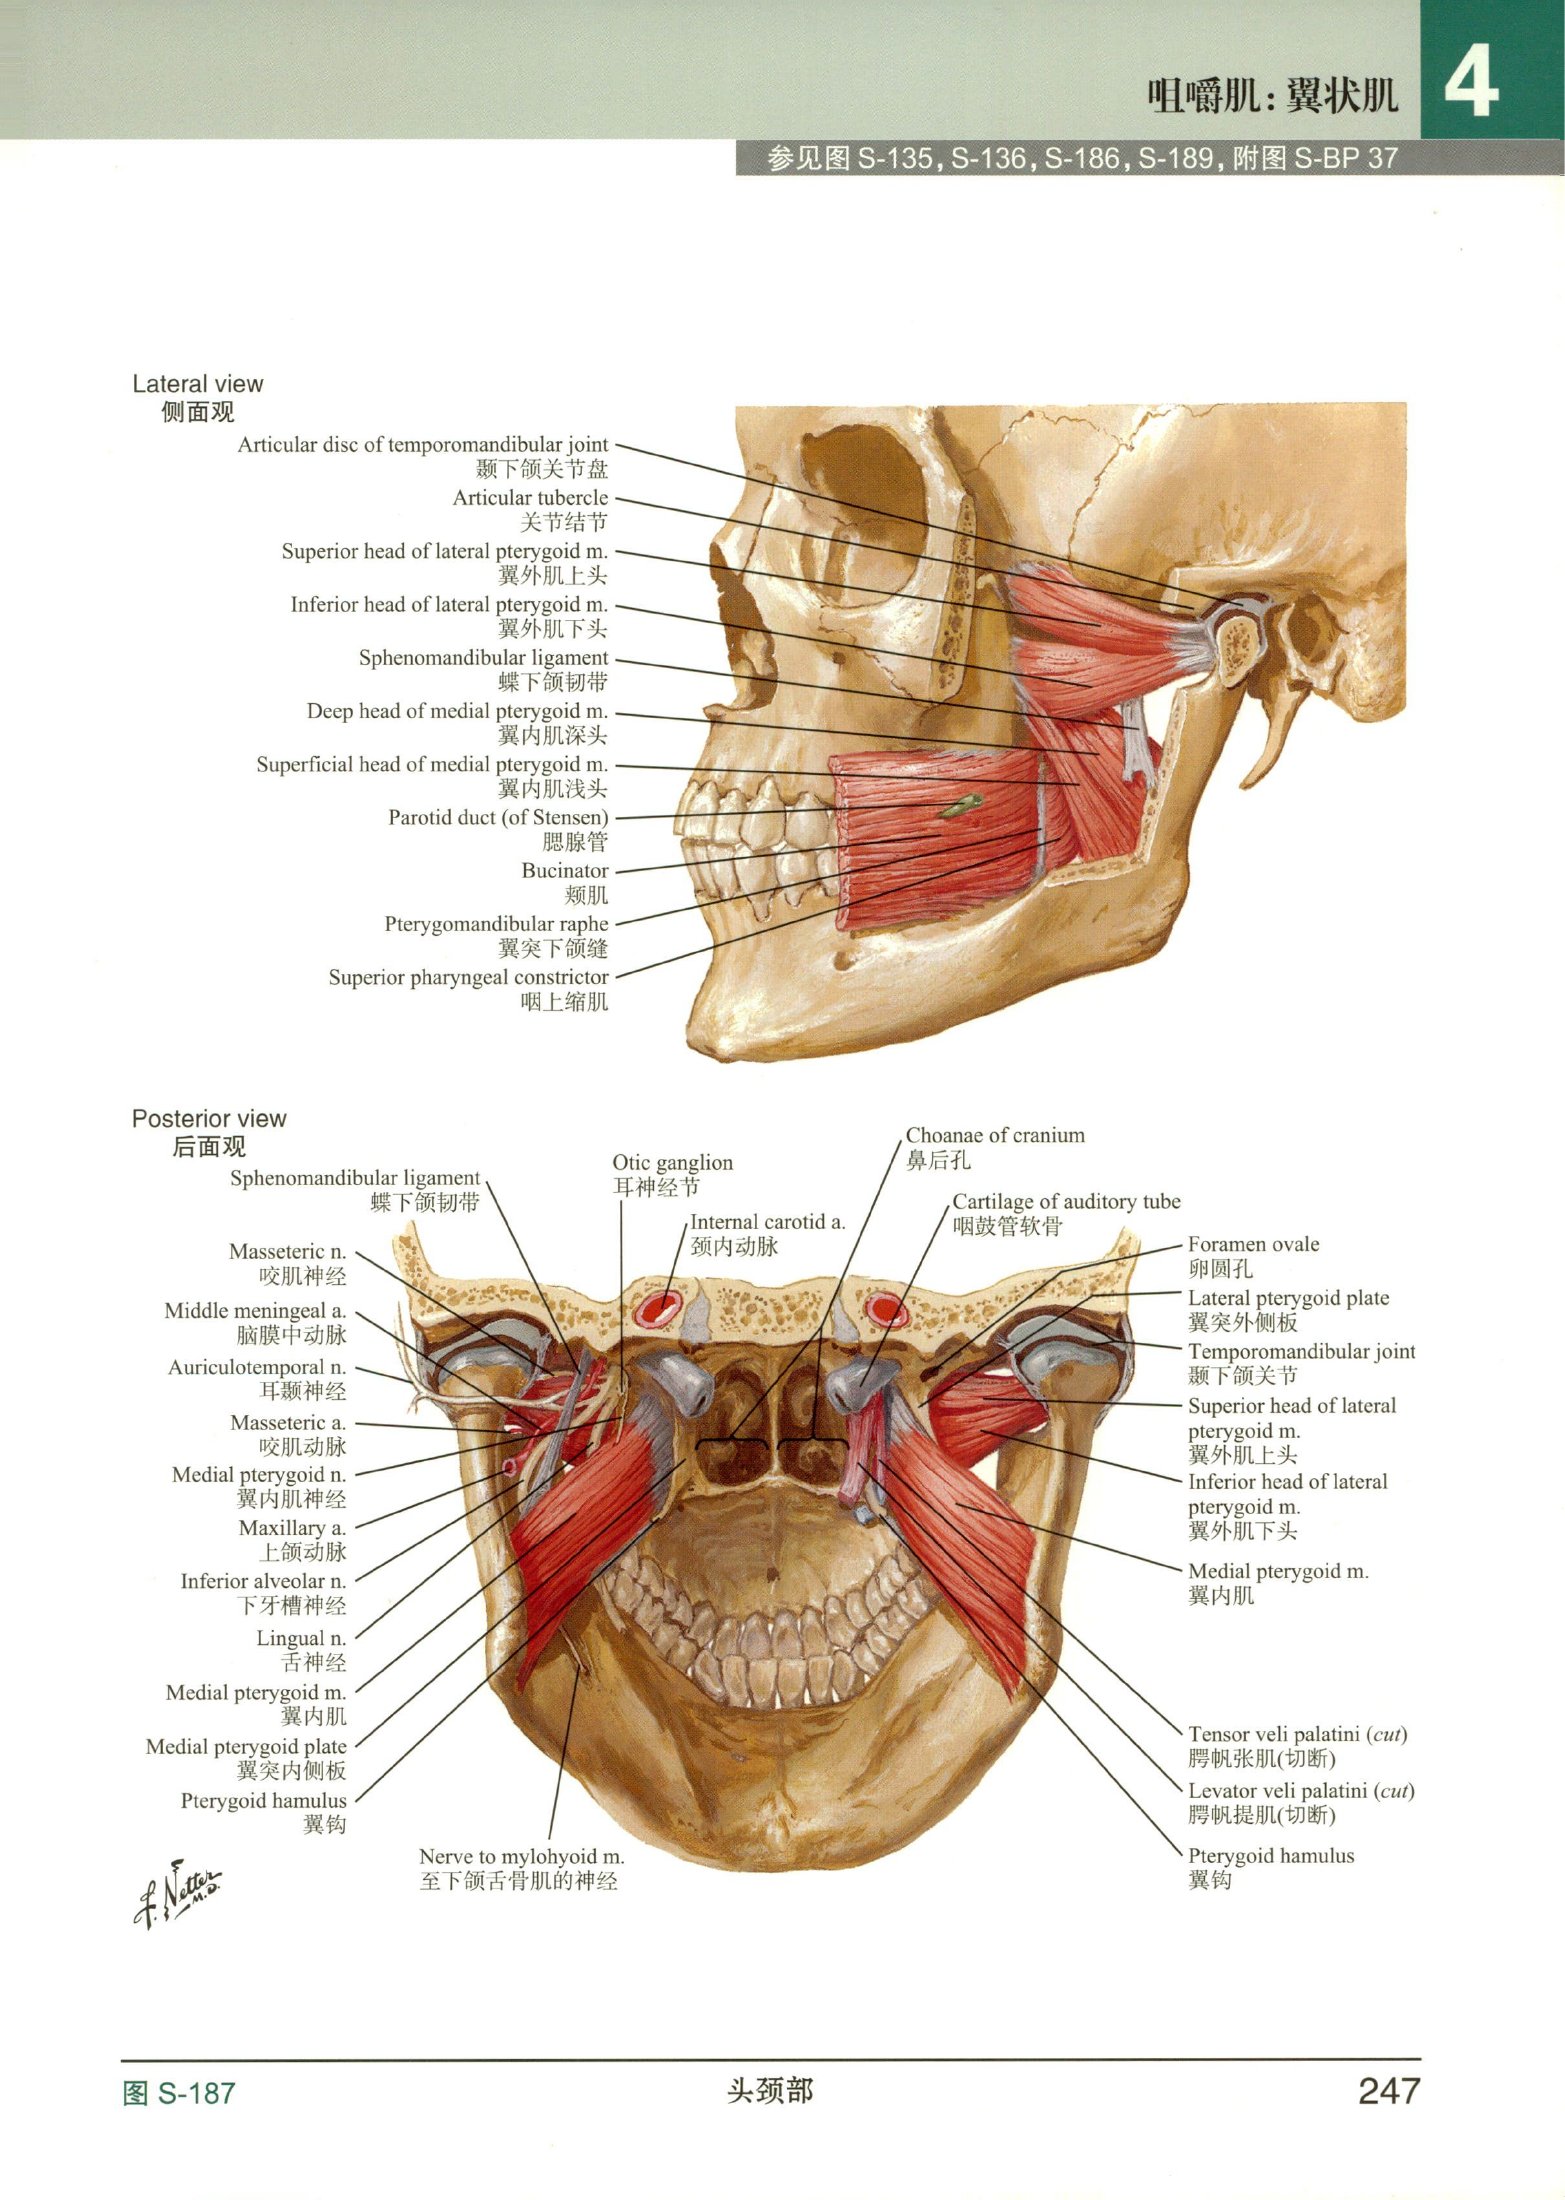 咀嚼肌：翼状肌
4
参见图 S-135, S-136, S-186, S-189, 附图 S-BP 37
Lateral view
侧面观
Articular disc of temporomandibular joint
颞下颌关节盘
Articular tubercle
关节结节
Superior head of lateral pterygoid m.
翼外肌上头
Inferior head of lateral pterygoid m.
翼外肌下头
Sphenomandibular ligament
蝶下颌韧带
Deep head of medial pterygoid m.
翼内肌深头
Superficial head of medial pterygoid m.
翼内肌浅头
Parotid duct (of Stensen)
腮腺管
Bucinator
颊肌
Pterygomandibular raphe
翼突下颌缝
Superior pharyngeal constrictor
咽上缩肌
Posterior view
后面观
Sphenomandibular ligament
蝶下颌韧带
Masseteric n.
咬肌神经
Middle meningeal a.
脑膜中动脉
Auriculotemporal n.
耳颞神经
Masseteric a.
咬肌动脉
Medial pterygoid n.
翼内肌神经
Maxillary a.
上颌动脉
Inferior alveolar n.
下牙槽神经
Lingual n.
舌神经
Medial pterygoid m.
翼内肌
Medial pterygoid plate
翼突内侧板
Pterygoid hamulus
翼钩
Nerve to mylohyoid m.
至下颌舌骨肌的神经
Otic ganglion
耳神经节
Internal carotid a.
颈内动脉
Choanae of cranium
鼻后孔
Cartilage of auditory tube
咽鼓管软骨
Foramen ovale
卵圆孔
Lateral pterygoid plate
翼突外侧板
Temporomandibular joint
颞下颌关节
Superior head of lateral
pterygoid m.
翼外肌上头
Inferior head of lateral
pterygoid m.
翼外肌下头
Medial pterygoid m.
翼内肌
Tensor veli palatini (cut)
腭帆张肌(切断)
Levator veli palatini (cut)
腭帆提肌(切断)
Pterygoid hamulus
翼钩
F. Netter
M.D.
图 S-187
头颈部
247